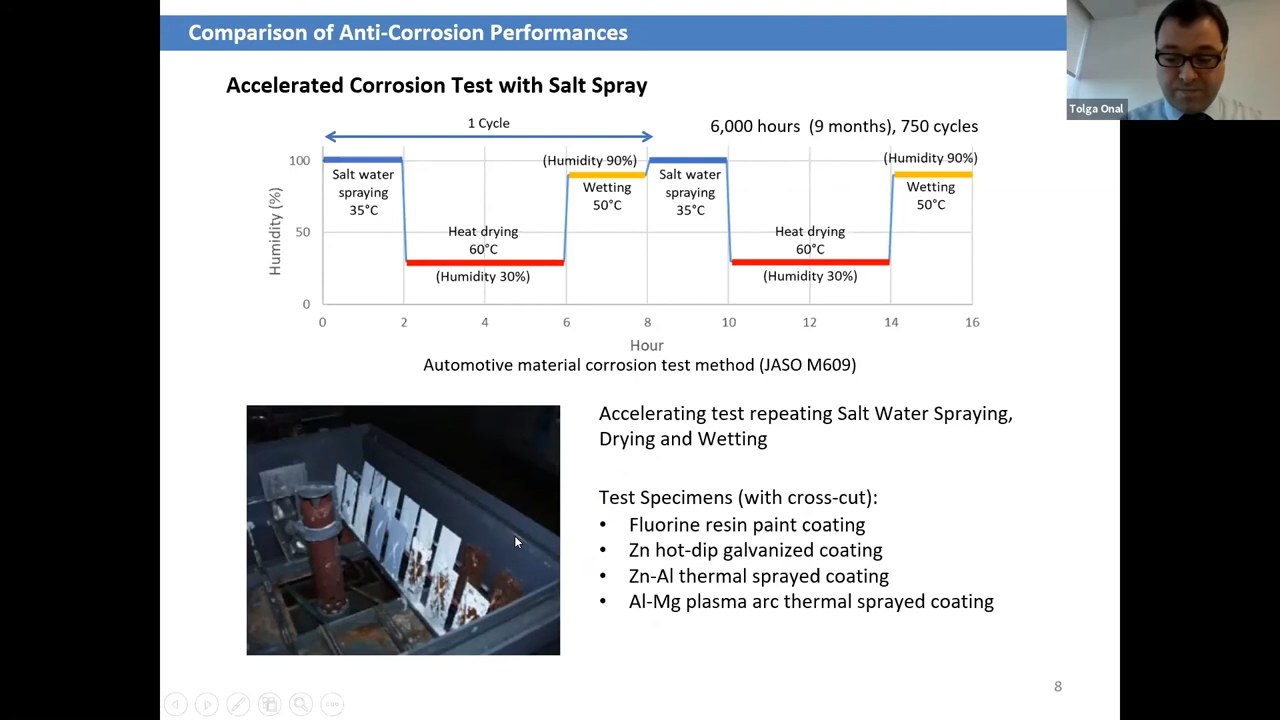 Comparison of Anti-Corrosion Performances
Tolga Onal
Accelerated Corrosion Test with Salt Spray
1 Cycle
6,000 hours (9 months), 750 cycles
Humidity (%)
100
50
0
Salt water
spraying
35°C
Heat drying
60°C
(Humidity 30%)
(Humidity 90%)
Wetting
50°C
Salt water
spraying
35°C
Heat drying
60°C
(Humidity 30%)
(Humidity 90%)
Wetting
50°C
0 2 4 6 8 10 12 14 16
Hour
Automotive material corrosion test method (JASO M609)
Accelerating test repeating Salt Water Spraying,
Drying and Wetting
Test Specimens (with cross-cut):
• Fluorine resin paint coating
• Zn hot-dip galvanized coating
• Zn-Al thermal sprayed coating
• Al-Mg plasma arc thermal sprayed coating
8